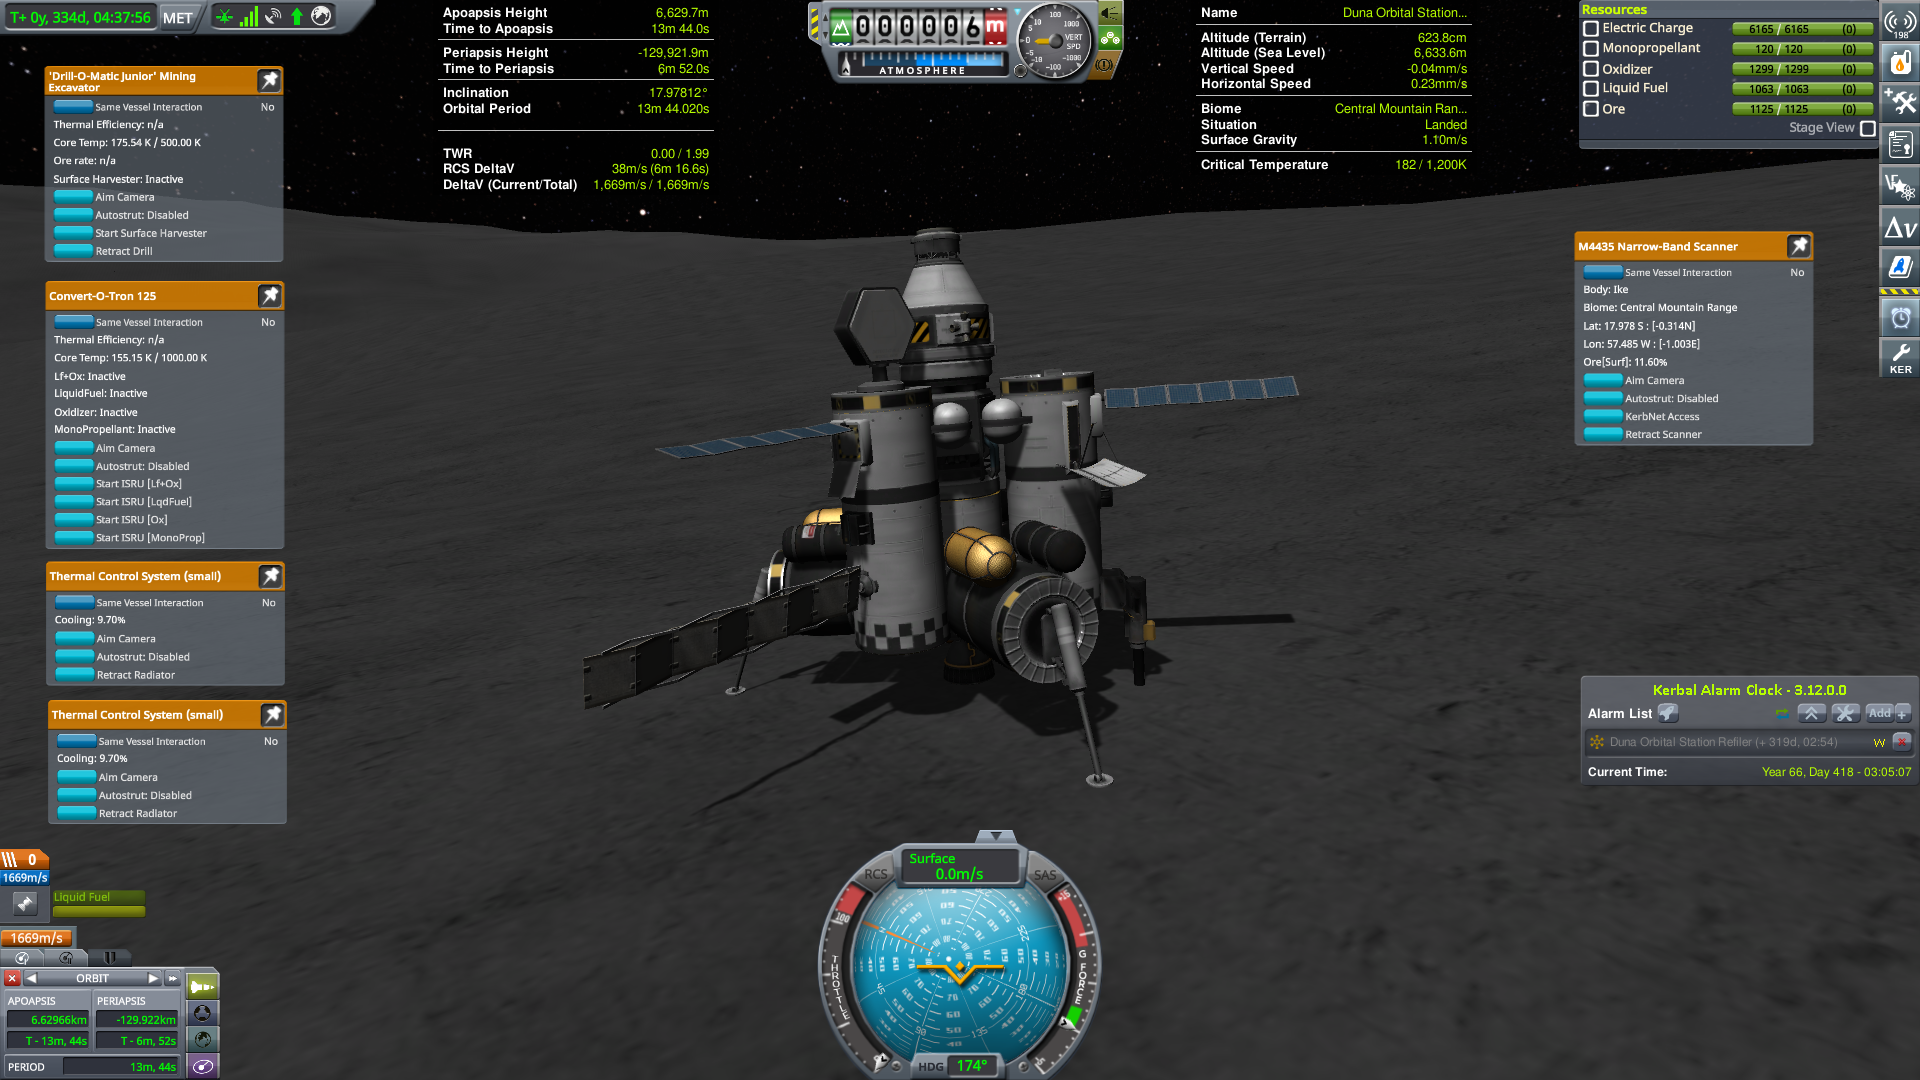 T+ 0y, 334d, 04:37:56
MET
Apoapsis Height 6,629.7m
Time to Apoapsis 13m 44.0s
Periapsis Height -129,921.9m
Time to Periapsis 6m 52.0s
Inclination 17.97812°
Orbital Period 13m 44.020s
TWR 0.00 / 1.99
RCS DeltaV 38m/s (6m 16.6s)
DeltaV (Current/Total) 1,669m/s / 1,669m/s
000006 m
ATMOSPHERE
VERT SPD
Name Duna Orbital Station...
Altitude (Terrain) 623.8cm
Altitude (Sea Level) 6,633.6m
Vertical Speed -0.04mm/s
Horizontal Speed 0.23mm/s
Biome Central Mountain Ran...
Situation Landed
Surface Gravity 1.10m/s
Critical Temperature 182 / 1,200K
Resources
Electric Charge 6165 / 6165 (0)
Monopropellant 120 / 120 (0)
Oxidizer 1299 / 1299 (0)
Liquid Fuel 1063 / 1063 (0)
Ore 1125 / 1125 (0)
Stage View
198
Δv
KER
'Drill-O-Matic Junior' Mining
Excavator
Same Vessel Interaction No
Thermal Efficiency: n/a
Core Temp: 175.54 K / 500.00 K
Ore rate: n/a
Surface Harvester: Inactive
Aim Camera
Autostrut: Disabled
Start Surface Harvester
Retract Drill
Convert-O-Tron 125
Same Vessel Interaction No
Thermal Efficiency: n/a
Core Temp: 155.15 K / 1000.00 K
Lf+Ox: Inactive
LiquidFuel: Inactive
Oxidizer: Inactive
MonoPropellant: Inactive
Aim Camera
Autostrut: Disabled
Start ISRU [Lf+Ox]
Start ISRU [LqdFuel]
Start ISRU [Ox]
Start ISRU [MonoProp]
Thermal Control System (small)
Same Vessel Interaction No
Cooling: 9.70%
Aim Camera
Autostrut: Disabled
Retract Radiator
Thermal Control System (small)
Same Vessel Interaction No
Cooling: 9.70%
Aim Camera
Autostrut: Disabled
Retract Radiator
M4435 Narrow-Band Scanner
Same Vessel Interaction No
Body: Ike
Biome: Central Mountain Range
Lat: 17.978 S : [-0.314N]
Lon: 57.485 W : [-1.003E]
Ore[Surf]: 11.60%
Aim Camera
Autostrut: Disabled
KerbNet Access
Retract Scanner
Kerbal Alarm Clock - 3.12.0.0
Alarm List
Add +
Duna Orbital Station Refiler (+ 319d, 02:54) W
Current Time: Year 66, Day 418 - 03:05:07
0
1669m/s
Liquid Fuel
1669m/s
ORBIT
APOAPSIS PERIAPSIS
6.62966km -129.922km
T - 13m, 44s T - 6m, 52s
PERIOD 13m, 44s
Surface
0.0m/s
RCS
SAS
100
THROTTLE
G FORCE
HDG 174°